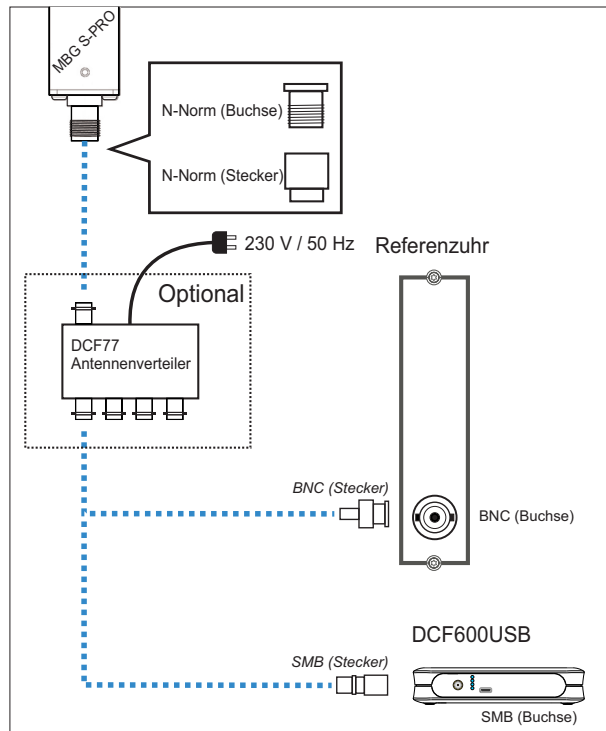 MBG S-PRO
N-Norm (Buchse)
N-Norm (Stecker)
230 V / 50 Hz
Referenzuhr
Optional
DCF77
Antennenverteiler
BNC (Stecker)
BNC (Buchse)
DCF600USB
SMB (Stecker)
SMB (Buchse)